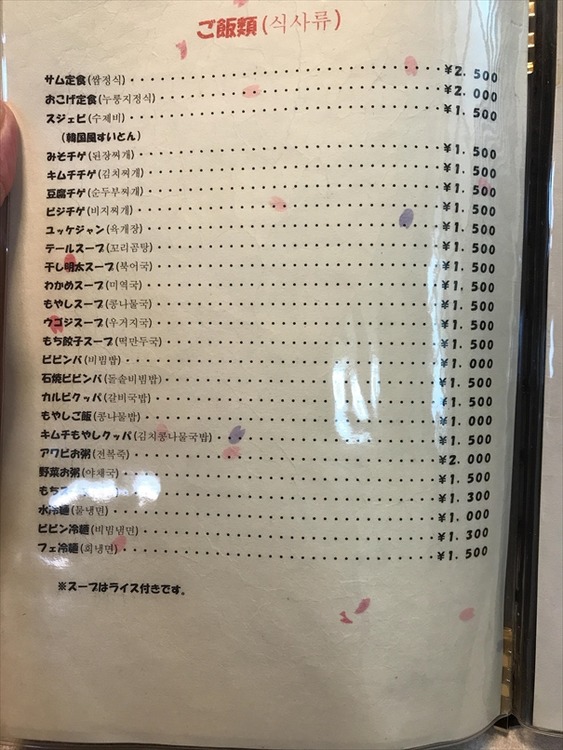 ご飯類(식사류)
サム定食(쌈정식)・・・・・・・・・・・・・・・・¥2.500
おこげ定食(누룽지정식)・・・・・・・・・・・・・・・・¥2.000
スジェビ(수제비)・・・・・・・・・・・・・・・・¥1.500
(韓国風すいとん)
みそチゲ(된장찌개)・・・・・・・・・・・・・・・・¥1.500
キムチチゲ(김치찌개)・・・・・・・・・・・・・・・・¥1.500
豆腐チゲ(순두부찌개)・・・・・・・・・・・・・・・・¥1.500
ビジチゲ(비지찌개)・・・・・・・・・・・・・・・・¥1.500
ユッケジャン(육개장)・・・・・・・・・・・・・・・・¥1.500
テールスープ(꼬리곰탕)・・・・・・・・・・・・・・・・¥1.500
干し明太スープ(북어국)・・・・・・・・・・・・・・・・¥1.500
わかめスープ(미역국)・・・・・・・・・・・・・・・・¥1.500
もやしスープ(콩나물국)・・・・・・・・・・・・・・・・¥1.500
ウゴジスープ(우거지국)・・・・・・・・・・・・・・・・¥1.500
もち餃子スープ(떡만두국)・・・・・・・・・・・・・・・・¥1.500
ビビンバ(비빔밥)・・・・・・・・・・・・・・・・¥1.000
石焼ビビンバ(돌솥비빔밥)・・・・・・・・・・・・・・・・¥1.500
カルビクッパ(갈비국밥)・・・・・・・・・・・・・・・・¥1.500
もやしご飯(콩나물밥)・・・・・・・・・・・・・・・・¥1.000
キムチもやしクッパ(김치콩나물국밥)・・・・・・・・・・・・・・・・¥1.500
アワビお粥(전복죽)・・・・・・・・・・・・・・・・¥2.000
野菜お粥(야채국)・・・・・・・・・・・・・・・・¥1.500
もち・・・・・・・・・・・・・・・・¥1.300
水冷麺(물냉면)・・・・・・・・・・・・・・・・¥1.000
ビビン冷麺(비빔냉면)・・・・・・・・・・・・・・・・¥1.300
フェ冷麺(회냉면)・・・・・・・・・・・・・・・・¥1.500
※スープはライス付きです。